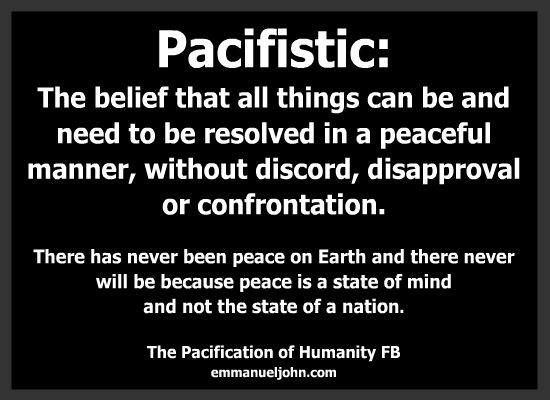 Pacifistic:
The belief that all things can be and
need to be resolved in a peaceful
manner, without discord, disapproval
or confrontation.
There has never been peace on Earth and there never
will be because peace is a state of mind
and not the state of a nation.
The Pacification of Humanity FB
emmanueljohn.com